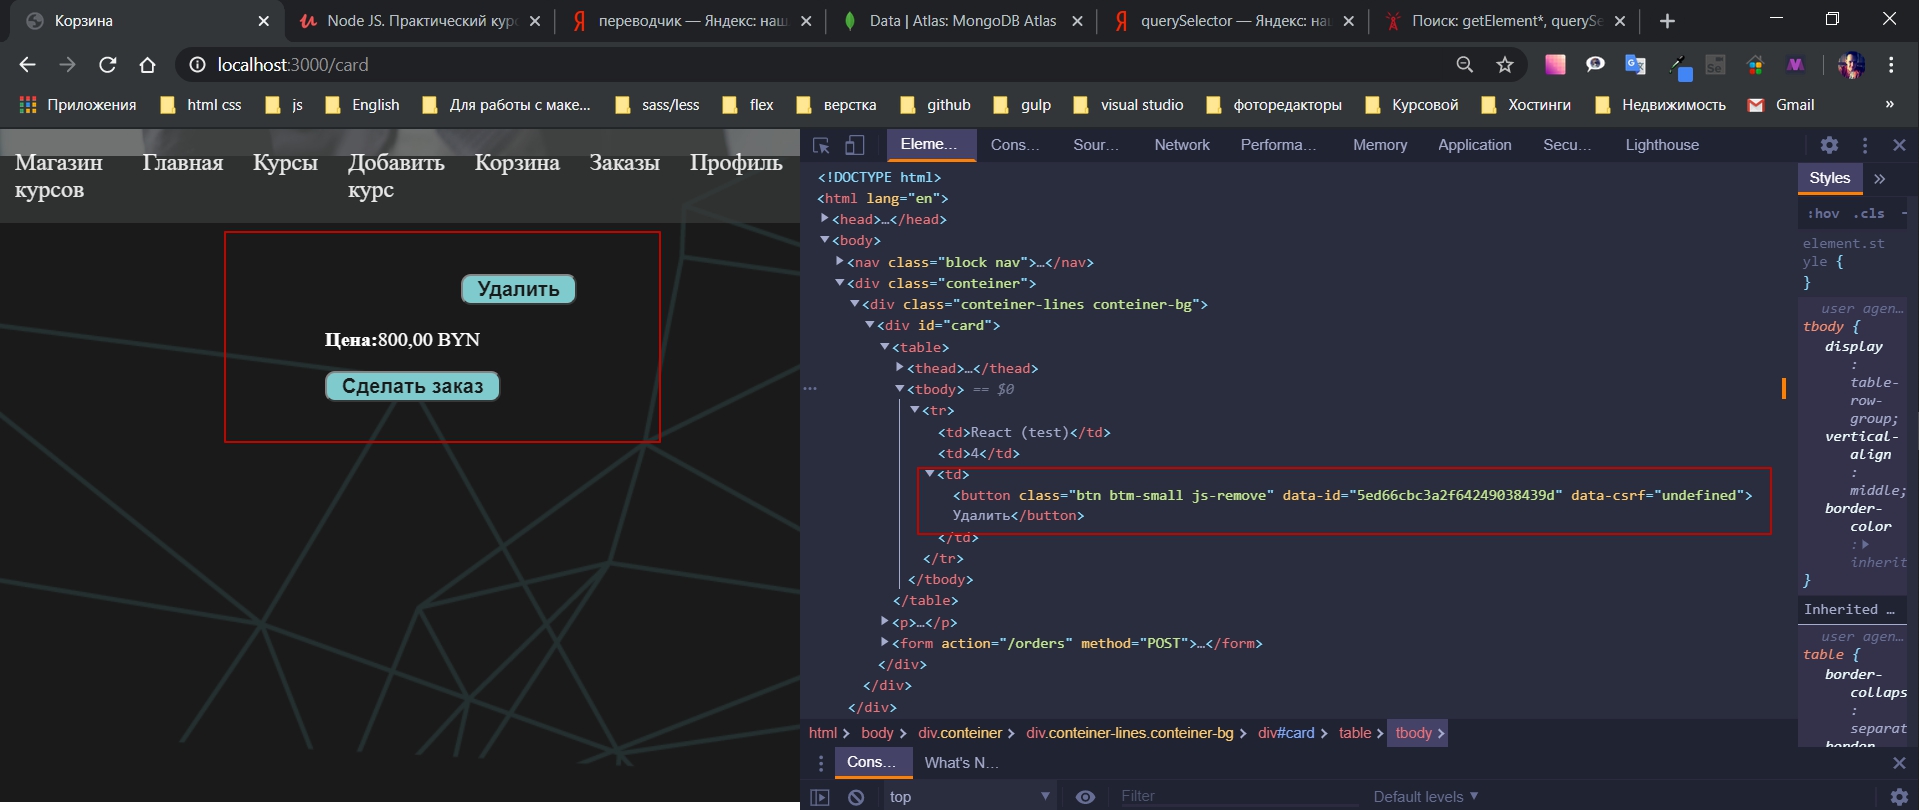 Корзина
Node JS. Практический курс
переводчик — Яндекс: наш
Data | Atlas: MongoDB Atlas
querySelector — Яндекс: на
Поиск: getElement*, querySe
localhost:3000/card
Приложения html css js English Для работы с маке... sass/less flex верстка github gulp visual studio фоторедакторы Курсовой Хостинги Недвижимость Gmail »
Магазин курсов Главная Курсы Добавить курс Корзина Заказы Профиль
Удалить
Цена:800,00 BYN
Сделать заказ
Eleme… Cons… Sour… Network Performa… Memory Application Secu… Lighthouse
<!DOCTYPE html>
<html lang="en">
<head>…</head>
<body>
<nav class="block nav">…</nav>
<div class="conteiner">
<div class="conteiner-lines conteiner-bg">
<div id="card">
<table>
<thead>…</thead>
<tbody> == $0
<tr>
<td>React (test)</td>
<td>4</td>
<td>
<button class="btn btm-small js-remove" data-id="5ed66cbc3a2f64249038439d" data-csrf="undefined">
Удалить</button>
</td>
</tr>
</tbody>
</table>
<p>…</p>
<form action="/orders" method="POST">…</form>
</div>
</div>
</div>
html body div.conteiner div.conteiner-lines.conteiner-bg div#card table tbody
Styles »
:hov .cls
element.st
yle {
}
user agen…
tbody {
display
:
table-
row-
group;
vertical-
align
:
middle;
border-
color
:
inherit
}
Inherited …
user agen…
table {
border-
collaps
:
separat
border-
Cons… What's N…
top Filter Default levels